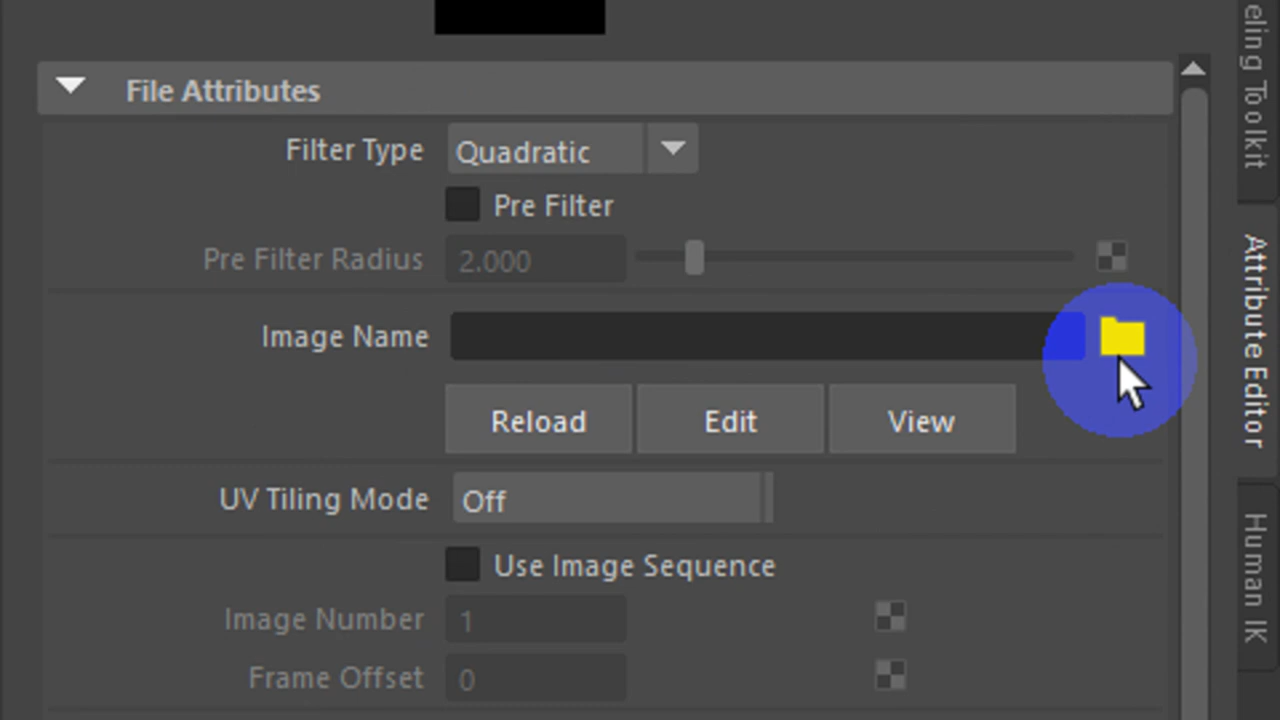 File Attributes
Filter Type Quadratic
Pre Filter
Pre Filter Radius 2.000
Image Name
Reload Edit View
UV Tiling Mode Off
Use Image Sequence
Image Number 1
Frame Offset 0
eling Toolkit
Attribute Editor
Human IK